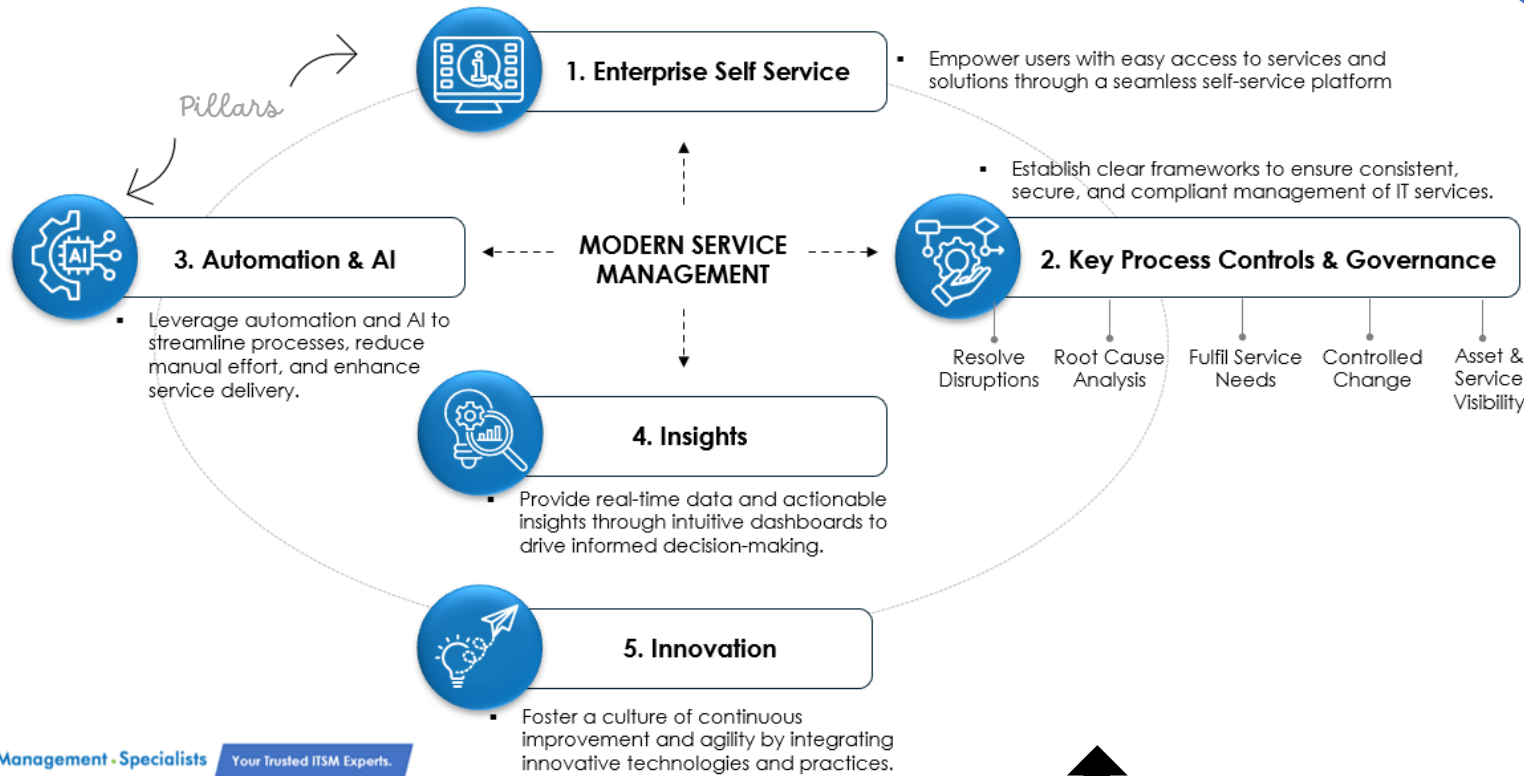 Pillars
1. Enterprise Self Service
▪ Empower users with easy access to services and
solutions through a seamless self-service platform
▪ Establish clear frameworks to ensure consistent,
secure, and compliant management of IT services.
2. Key Process Controls & Governance
Resolve
Disruptions
Root Cause
Analysis
Fulfil Service
Needs
Controlled
Change
Asset &
Service
Visibility
MODERN SERVICE
MANAGEMENT
AI
3. Automation & AI
▪ Leverage automation and AI to
streamline processes, reduce
manual effort, and enhance
service delivery.
4. Insights
▪ Provide real-time data and actionable
insights through intuitive dashboards to
drive informed decision-making.
5. Innovation
▪ Foster a culture of continuous
improvement and agility by integrating
innovative technologies and practices.
Management Specialists
Your Trusted ITSM Experts.